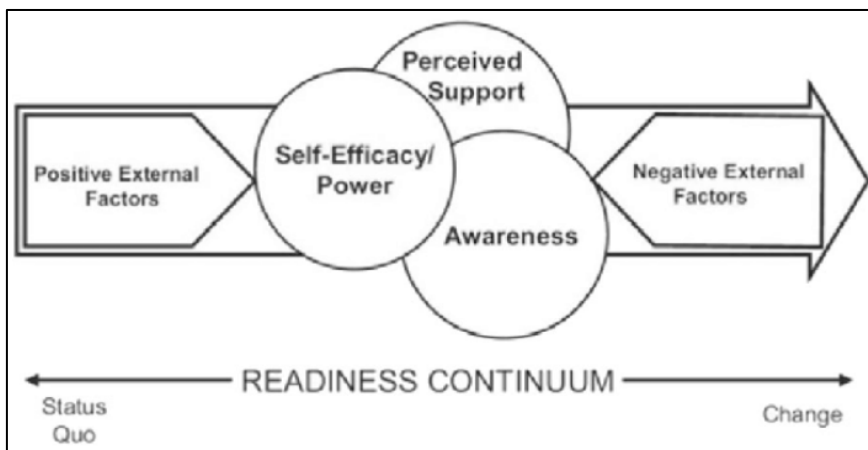 Perceived
Support
Self-Efficacy/
Power
Positive External
Factors
Negative External
Factors
Awareness
READINESS CONTINUUM
Status
Quo
Change